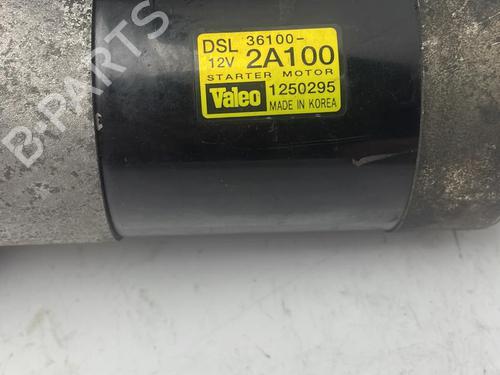 DSL 36100-
12V 2A100
STARTER MOTOR
Valeo 1250295
MADE IN KOREA
B-PARTS